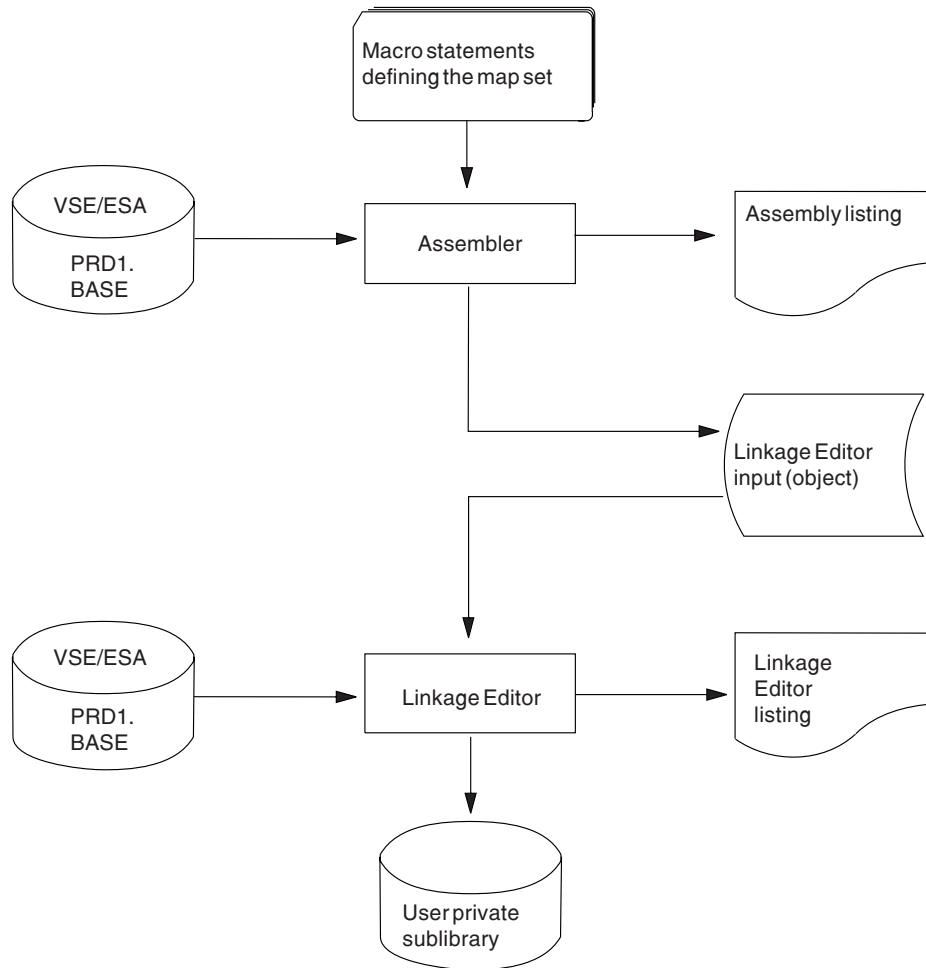 Macro statements
defining the map set
VSE/ESA
PRD1.
BASE
Assembler
Assembly listing
Linkage Editor
input (object)
VSE/ESA
PRD1.
BASE
Linkage Editor
Linkage
Editor
listing
User private
sublibrary